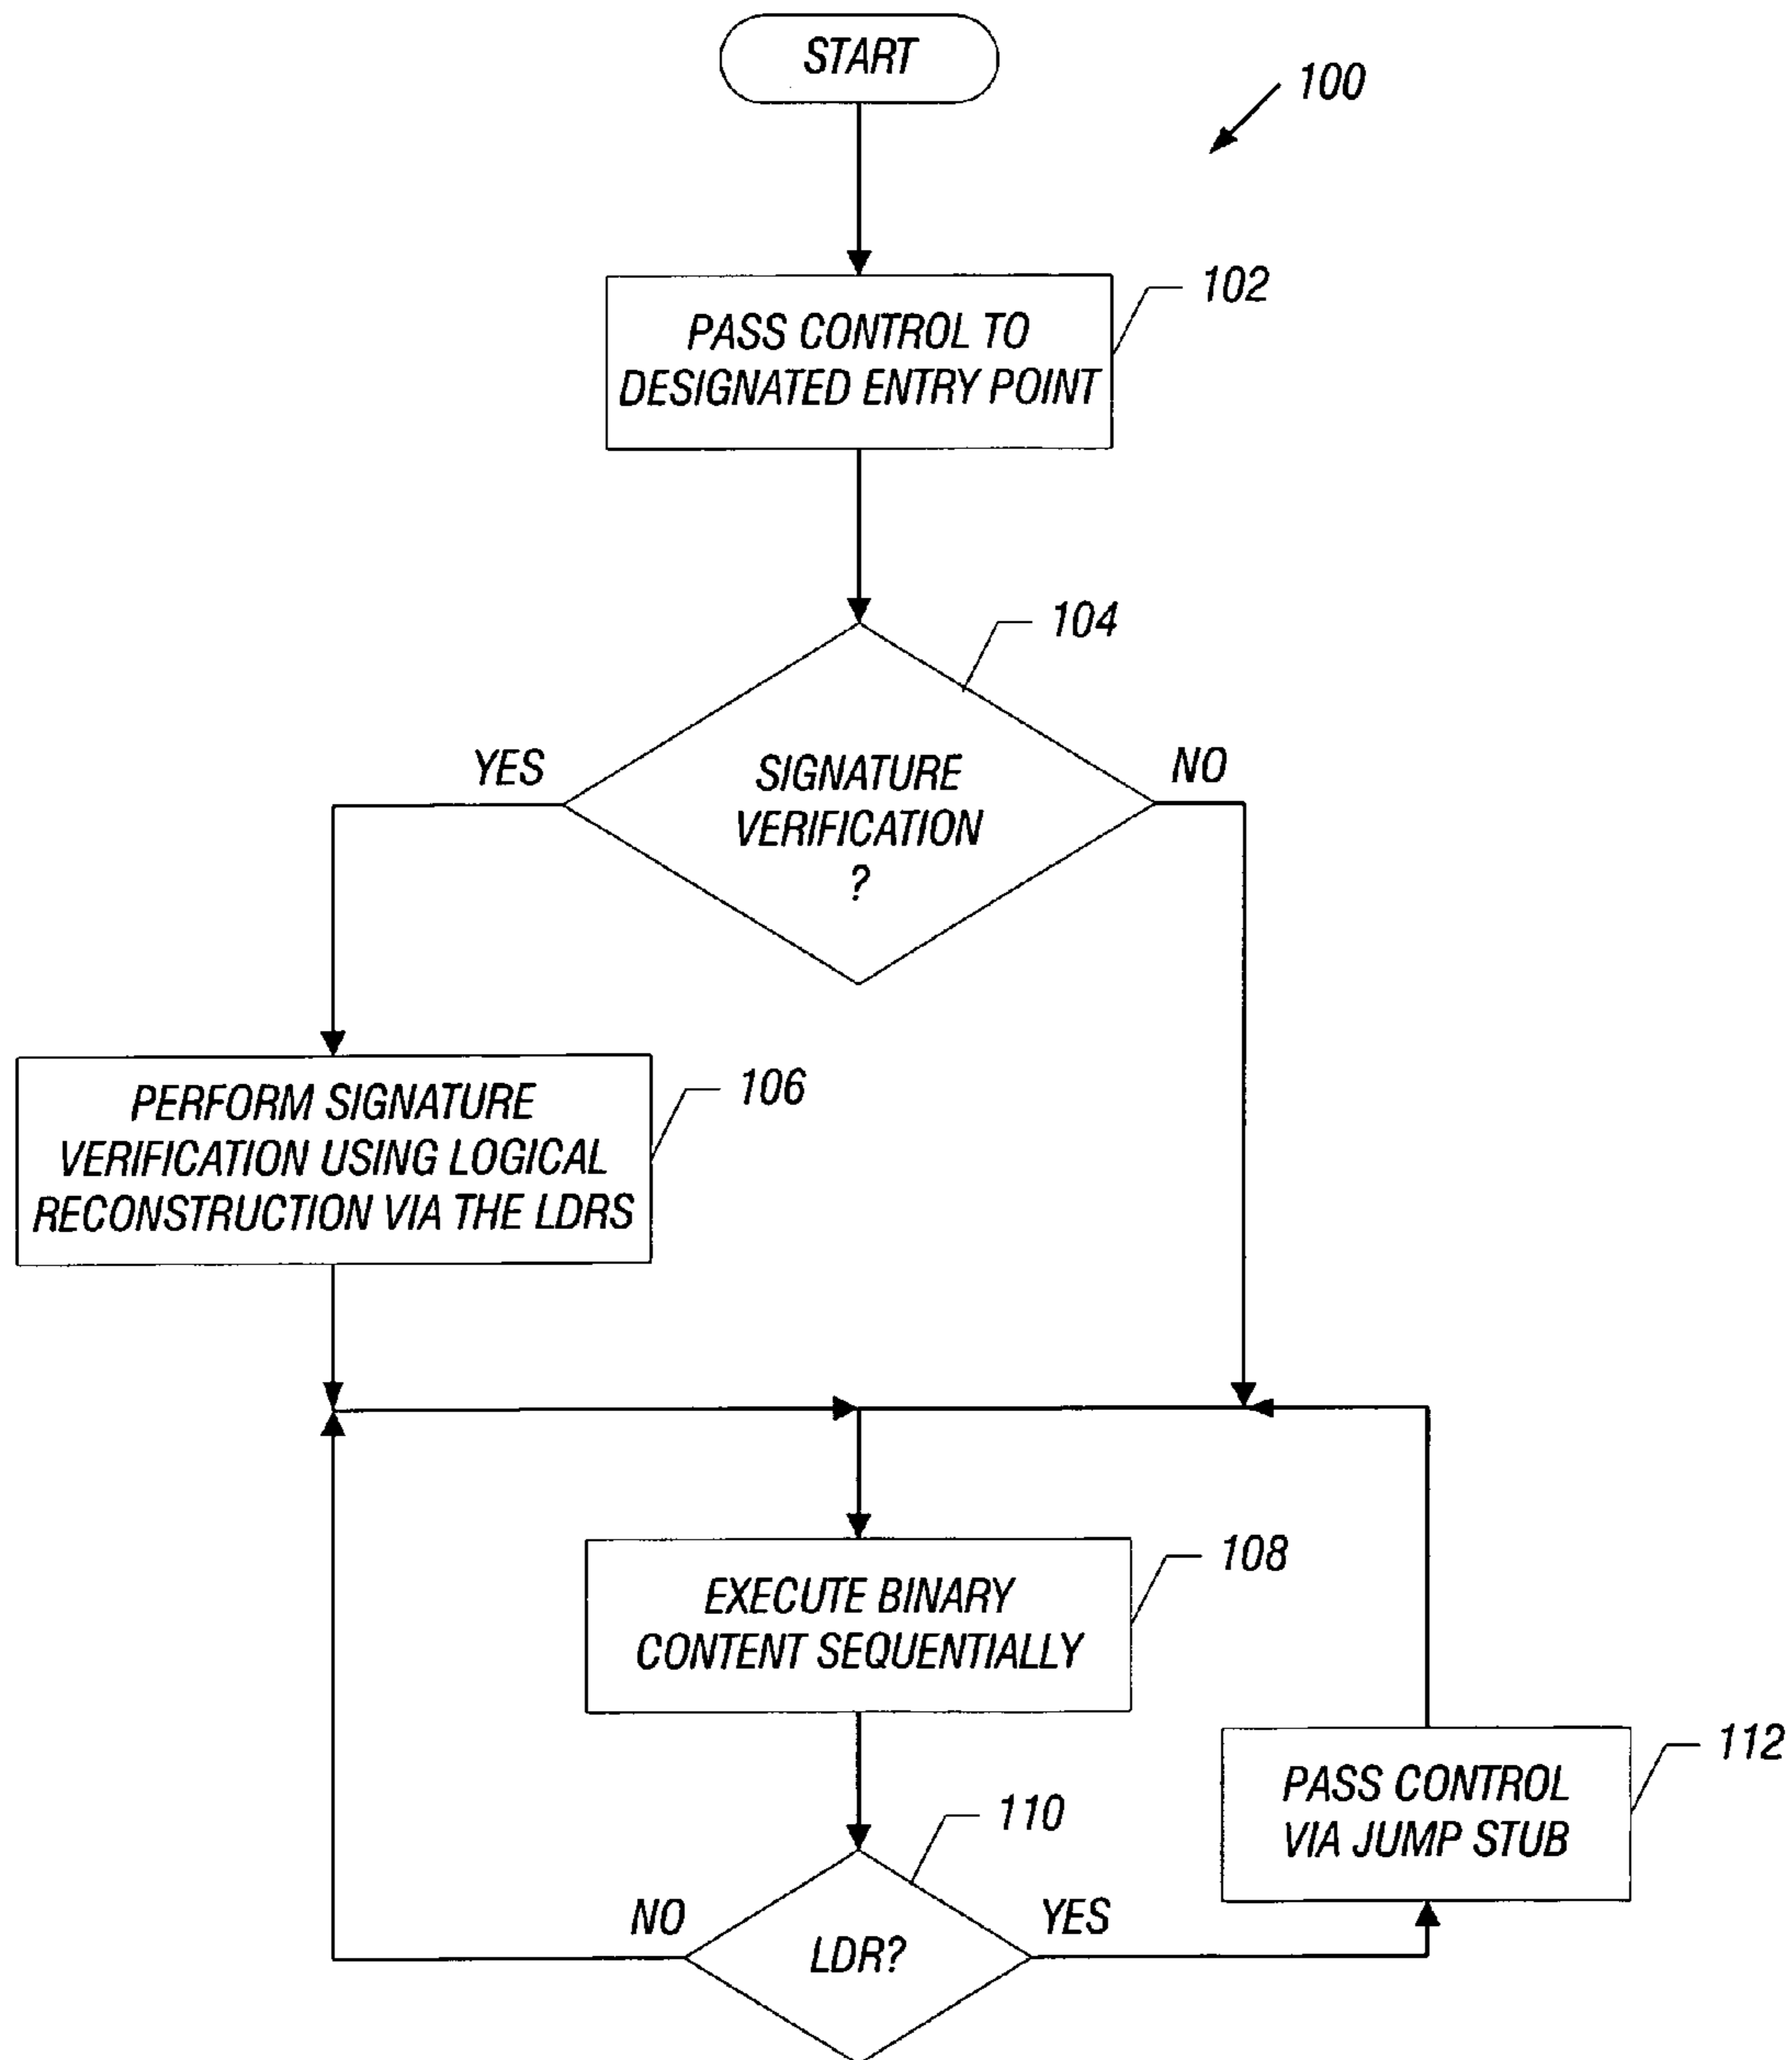 START
100
PASS CONTROL TO
DESIGNATED ENTRY POINT
102
104
YES
SIGNATURE
VERIFICATION
?
NO
PERFORM SIGNATURE
VERIFICATION USING LOGICAL
RECONSTRUCTION VIA THE LDRS
106
EXECUTE BINARY
CONTENT SEQUENTIALLY
108
PASS CONTROL
VIA JUMP STUB
112
110
NO
LDR?
YES